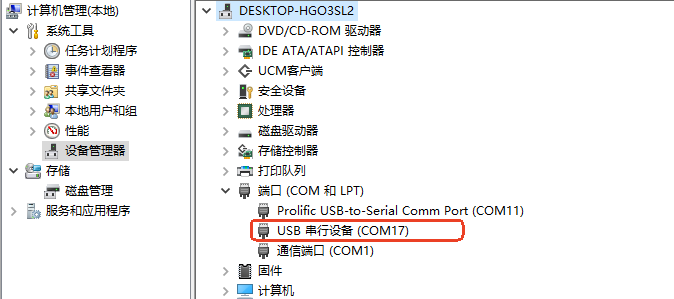 计算机管理(本地)
系统工具
任务计划程序
事件查看器
共享文件夹
本地用户和组
性能
设备管理器
存储
磁盘管理
服务和应用程序
DESKTOP-HGO3SL2
DVD/CD-ROM 驱动器
IDE ATA/ATAPI 控制器
UCM客户端
安全设备
处理器
磁盘驱动器
存储控制器
打印队列
端口 (COM 和 LPT)
Prolific USB-to-Serial Comm Port (COM11)
USB 串行设备 (COM17)
通信端口 (COM1)
固件
计算机